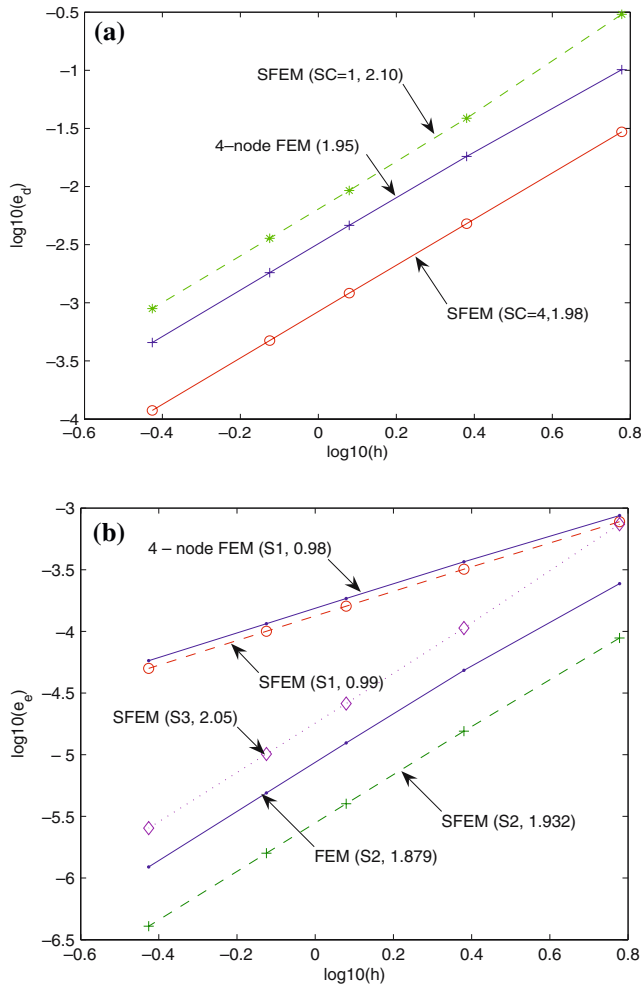 (a)
−0.5
−1
−1.5
−2
−2.5
−3
−3.5
−4
log10(e_d)
SFEM (SC=1, 2.10)
4−node FEM (1.95)
SFEM (SC=4,1.98)
−0.6 −0.4 −0.2 0 0.2 0.4 0.6 0.8
log10(h)
(b)
−3
−3.5
−4
−4.5
−5
−5.5
−6
−6.5
log10(e_e)
4 − node FEM (S1, 0.98)
SFEM (S1, 0.99)
SFEM (S3, 2.05)
SFEM (S2, 1.932)
FEM (S2, 1.879)
−0.6 −0.4 −0.2 0 0.2 0.4 0.6 0.8
log10(h)